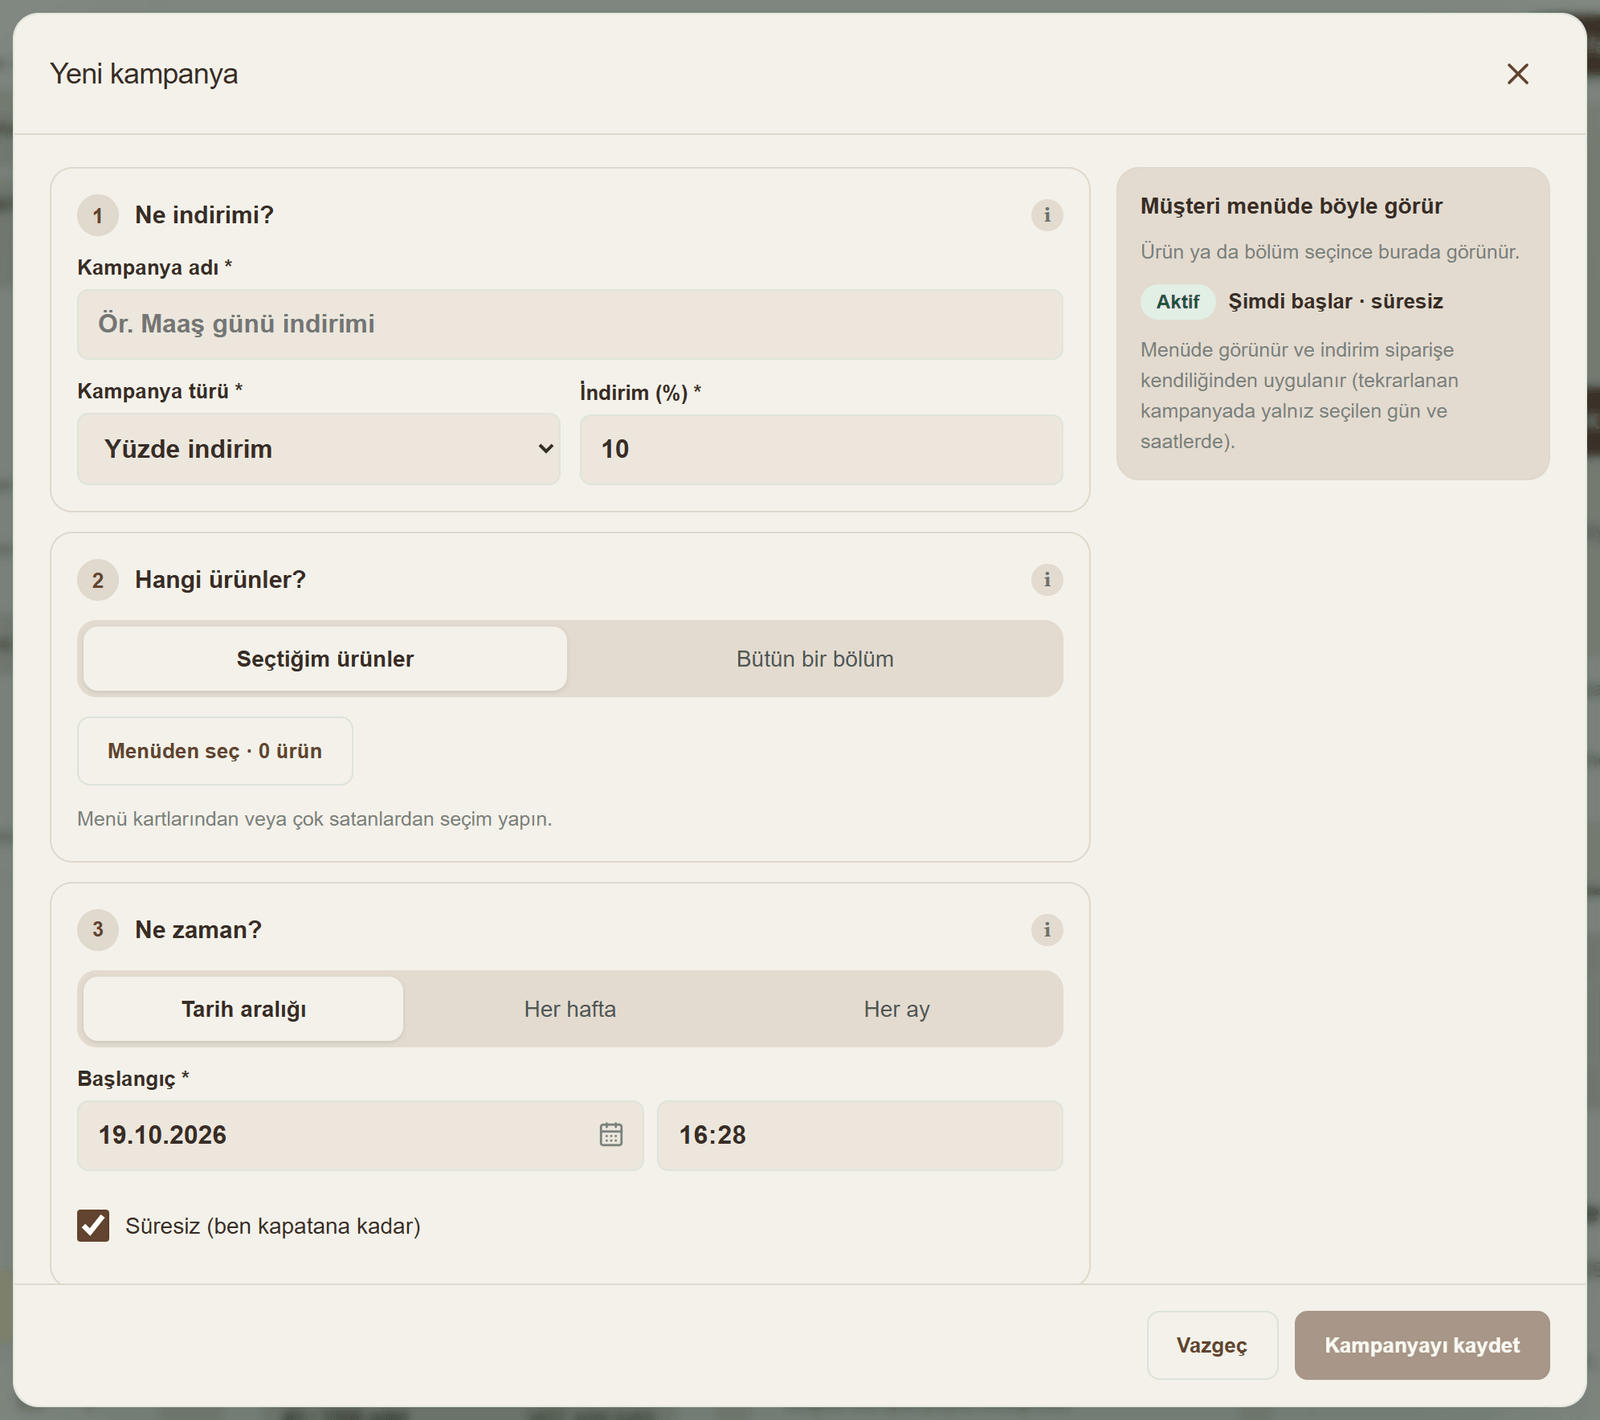 Yeni kampanya
1 Ne indirimi? i
Kampanya adı *
Ör. Maaş günü indirimi
Kampanya türü * İndirim (%) *
Yüzde indirim 10
2 Hangi ürünler? i
Seçtiğim ürünler Bütün bir bölüm
Menüden seç · 0 ürün
Menü kartlarından veya çok satanlardan seçim yapın.
3 Ne zaman? i
Tarih aralığı Her hafta Her ay
Başlangıç *
19.10.2026 16:28
Süresiz (ben kapatana kadar)
Müşteri menüde böyle görür
Ürün ya da bölüm seçince burada görünür.
Aktif Şimdi başlar · süresiz
Menüde görünür ve indirim siparişe
kendiliğinden uygulanır (tekrarlanan
kampanyada yalnız seçilen gün ve
saatlerde).
Vazgeç Kampanyayı kaydet